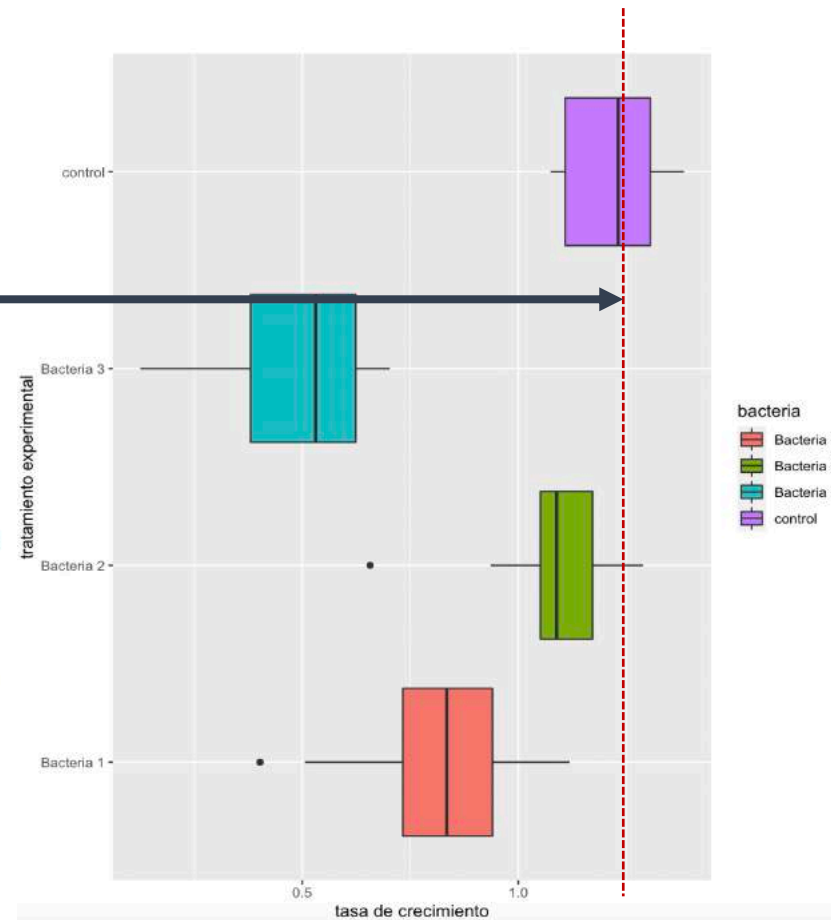 control
Bacteria 3
Bacteria 2
Bacteria 1
tratamiento experimental
0.5
1.0
tasa de crecimiento
bacteria
Bacteria
Bacteria
Bacteria
control